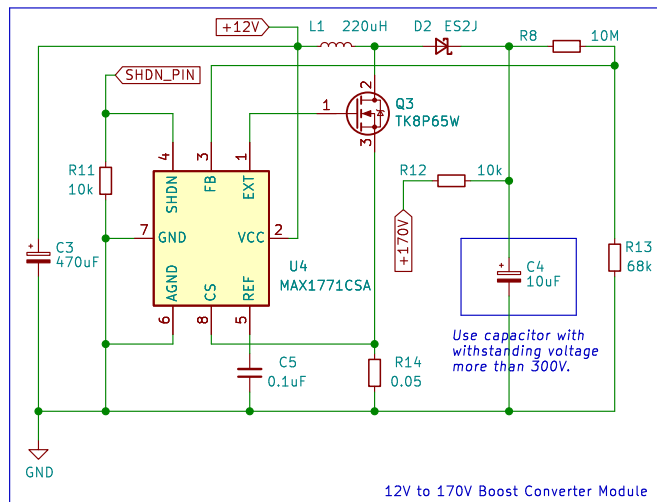 +12V
L1 220uH
D2 ES2J
R8 10M
SHDN_PIN
2
1
Q3
TK8P65W
3
R11
10k
4
3
1
SHDN
FB
EXT
R12 10k
7
GND
VCC
2
+170V
C3
470uF
U4
MAX1771CSA
AGND
CS
REF
6
8
5
C4
10uF
R13
68k
Use capacitor with
withstanding voltage
more than 300V.
C5
0.1uF
R14
0.05
GND
12V to 170V Boost Converter Module